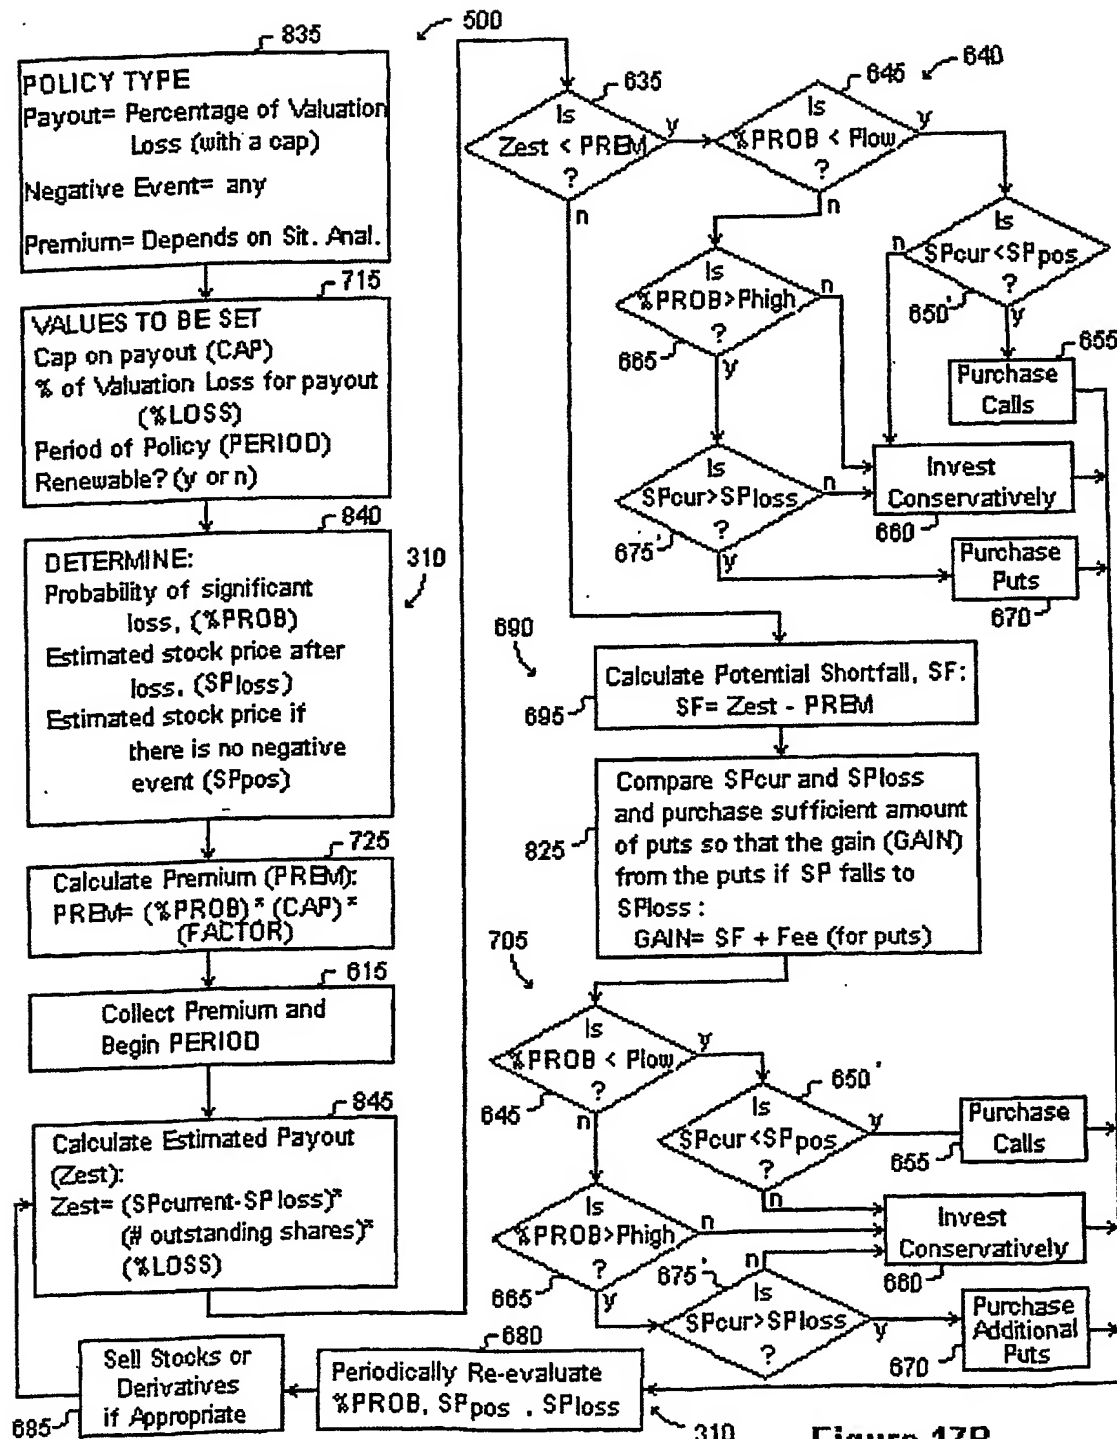 835
500
POLICY TYPE
Payout= Percentage of Valuation
Loss (with a cap)
Negative Event= any
Premium= Depends on Sit. Anal.
715
VALUES TO BE SET
Cap on payout (CAP)
% of Valuation Loss for payout
(%LOSS)
Period of Policy (PERIOD)
Renewable? (y or n)
840
DETERMINE:
Probability of significant
loss, (%PROB)
Estimated stock price after
loss, (SPloss)
Estimated stock price if
there is no negative
event (SPpos)
310
725
Calculate Premium (PREM):
PREM= (%PROB)* (CAP)*
(FACTOR)
615
Collect Premium and
Begin PERIOD
845
Calculate Estimated Payout
(Zest):
Zest= (SPcurrent-SPloss)*
(# outstanding shares)*
(%LOSS)
635
Is
Zest < PREM
?
y
n
645
640
Is
%PROB < Plow
?
y
n
Is
SPcur<SPpos
?
n
y
650'
655
Purchase
Calls
Is
%PROB>Phigh
?
n
y
665
Invest
Conservatively
660
Is
SPcur>SPloss
?
n
y
675'
Purchase
Puts
670
690
Calculate Potential Shortfall, SF:
SF= Zest - PREM
695
Compare SPcur and SPloss
and purchase sufficient amount
of puts so that the gain (GAIN)
from the puts if SP falls to
SPloss :
GAIN= SF + Fee (for puts)
825
705
Is
%PROB < Plow
?
y
n
645
650'
Is
SPcur<SPpos
?
y
n
Purchase
Calls
655
Is
%PROB>Phigh
?
n
y
665
Invest
Conservatively
660
675'
n
Is
SPcur>SPloss
?
y
Purchase
Additional
Puts
670
680
Periodically Re-evaluate
%PROB, SPpos , SPloss
310
Sell Stocks or
Derivatives
if Appropriate
685
Figure 17B